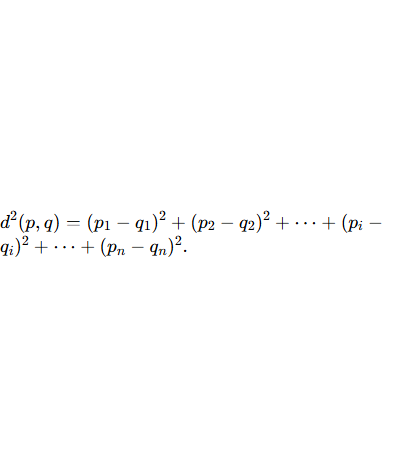 d²(p, q) = (p₁ − q₁)² + (p₂ − q₂)² + ⋯ + (pᵢ −
qᵢ)² + ⋯ + (pₙ − qₙ)².